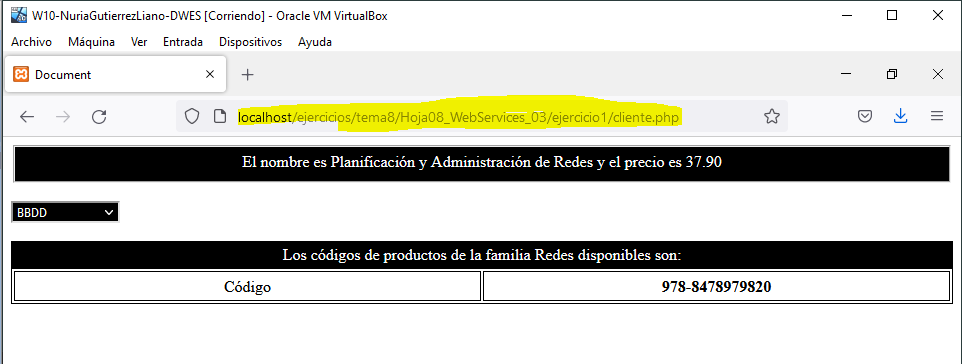 W10-NuriaGutierrezLiano-DWES [Corriendo] - Oracle VM VirtualBox
Archivo Máquina Ver Entrada Dispositivos Ayuda
Document
localhost/ejercicios/tema8/Hoja08_WebServices_03/ejercicio1/cliente.php
El nombre es Planificación y Administración de Redes y el precio es 37.90
BBDD
Los códigos de productos de la familia Redes disponibles son:
Código 978-8478979820